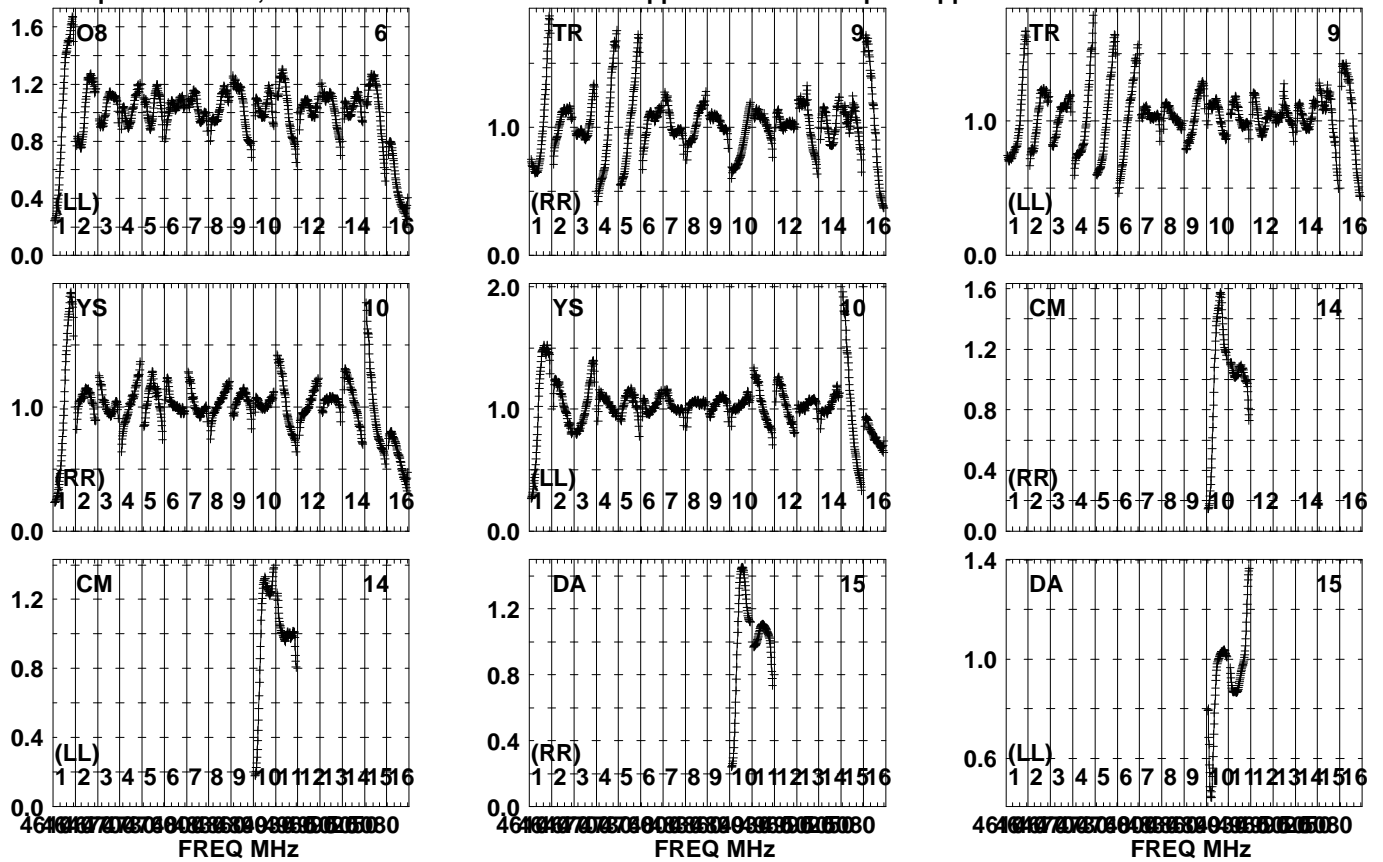 1.6 O8 6
1.2
0.8
0.4 (LL)
1 2 3 4 5 6 7 8 9 10 12 14 16
0.0
TR 9
1.0
(RR)
1 2 3 4 5 6 7 8 9 10 12 14 16
0.0
TR 9
1.0
(LL)
1 2 3 4 5 6 7 8 9 10 12 14 16
0.0
YS 10
1.0
(RR)
1 2 3 4 5 6 7 8 9 10 12 14 16
0.0
2.0 YS 10
1.0
(LL)
1 2 3 4 5 6 7 8 9 10 12 14 16
0.0
1.6 CM 14
1.2
0.8
0.4 (RR)
1 2 3 4 5 6 7 8 9 10 12 14 16
0.0
CM 14
1.2
0.8
0.4
(LL)
1 2 3 4 5 6 7 8 9 10 11 12 13 14 15 16
0.0
FREQ MHz
DA 15
1.2
0.8
0.4
(RR)
1 2 3 4 5 6 7 8 9 10 11 12 13 14 15 16
0.0
FREQ MHz
1.4 DA 15
1.0
0.6 (LL)
1 2 3 4 5 6 7 8 9 10 11 12 13 14 15 16
FREQ MHz